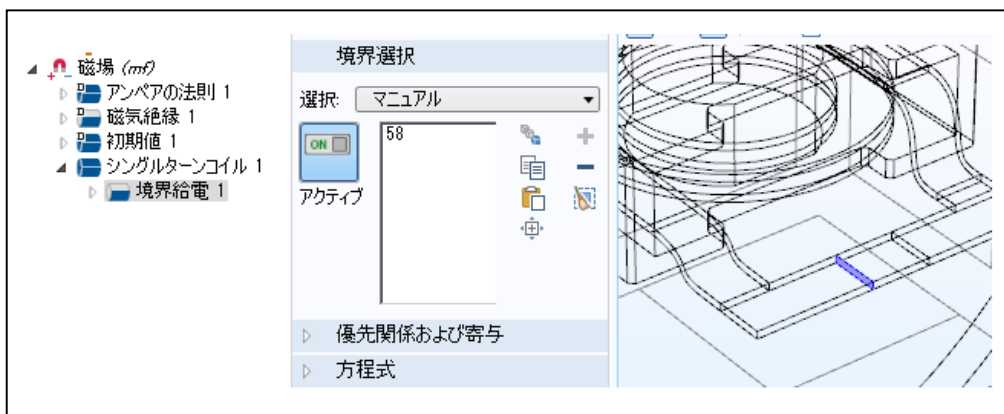 磁場 (mf)
アンペアの法則 1
磁気絶縁 1
初期値 1
シングルターンコイル 1
境界給電 1
境界選択
選択: マニュアル
58
ON
アクティブ
優先関係および寄与
方程式